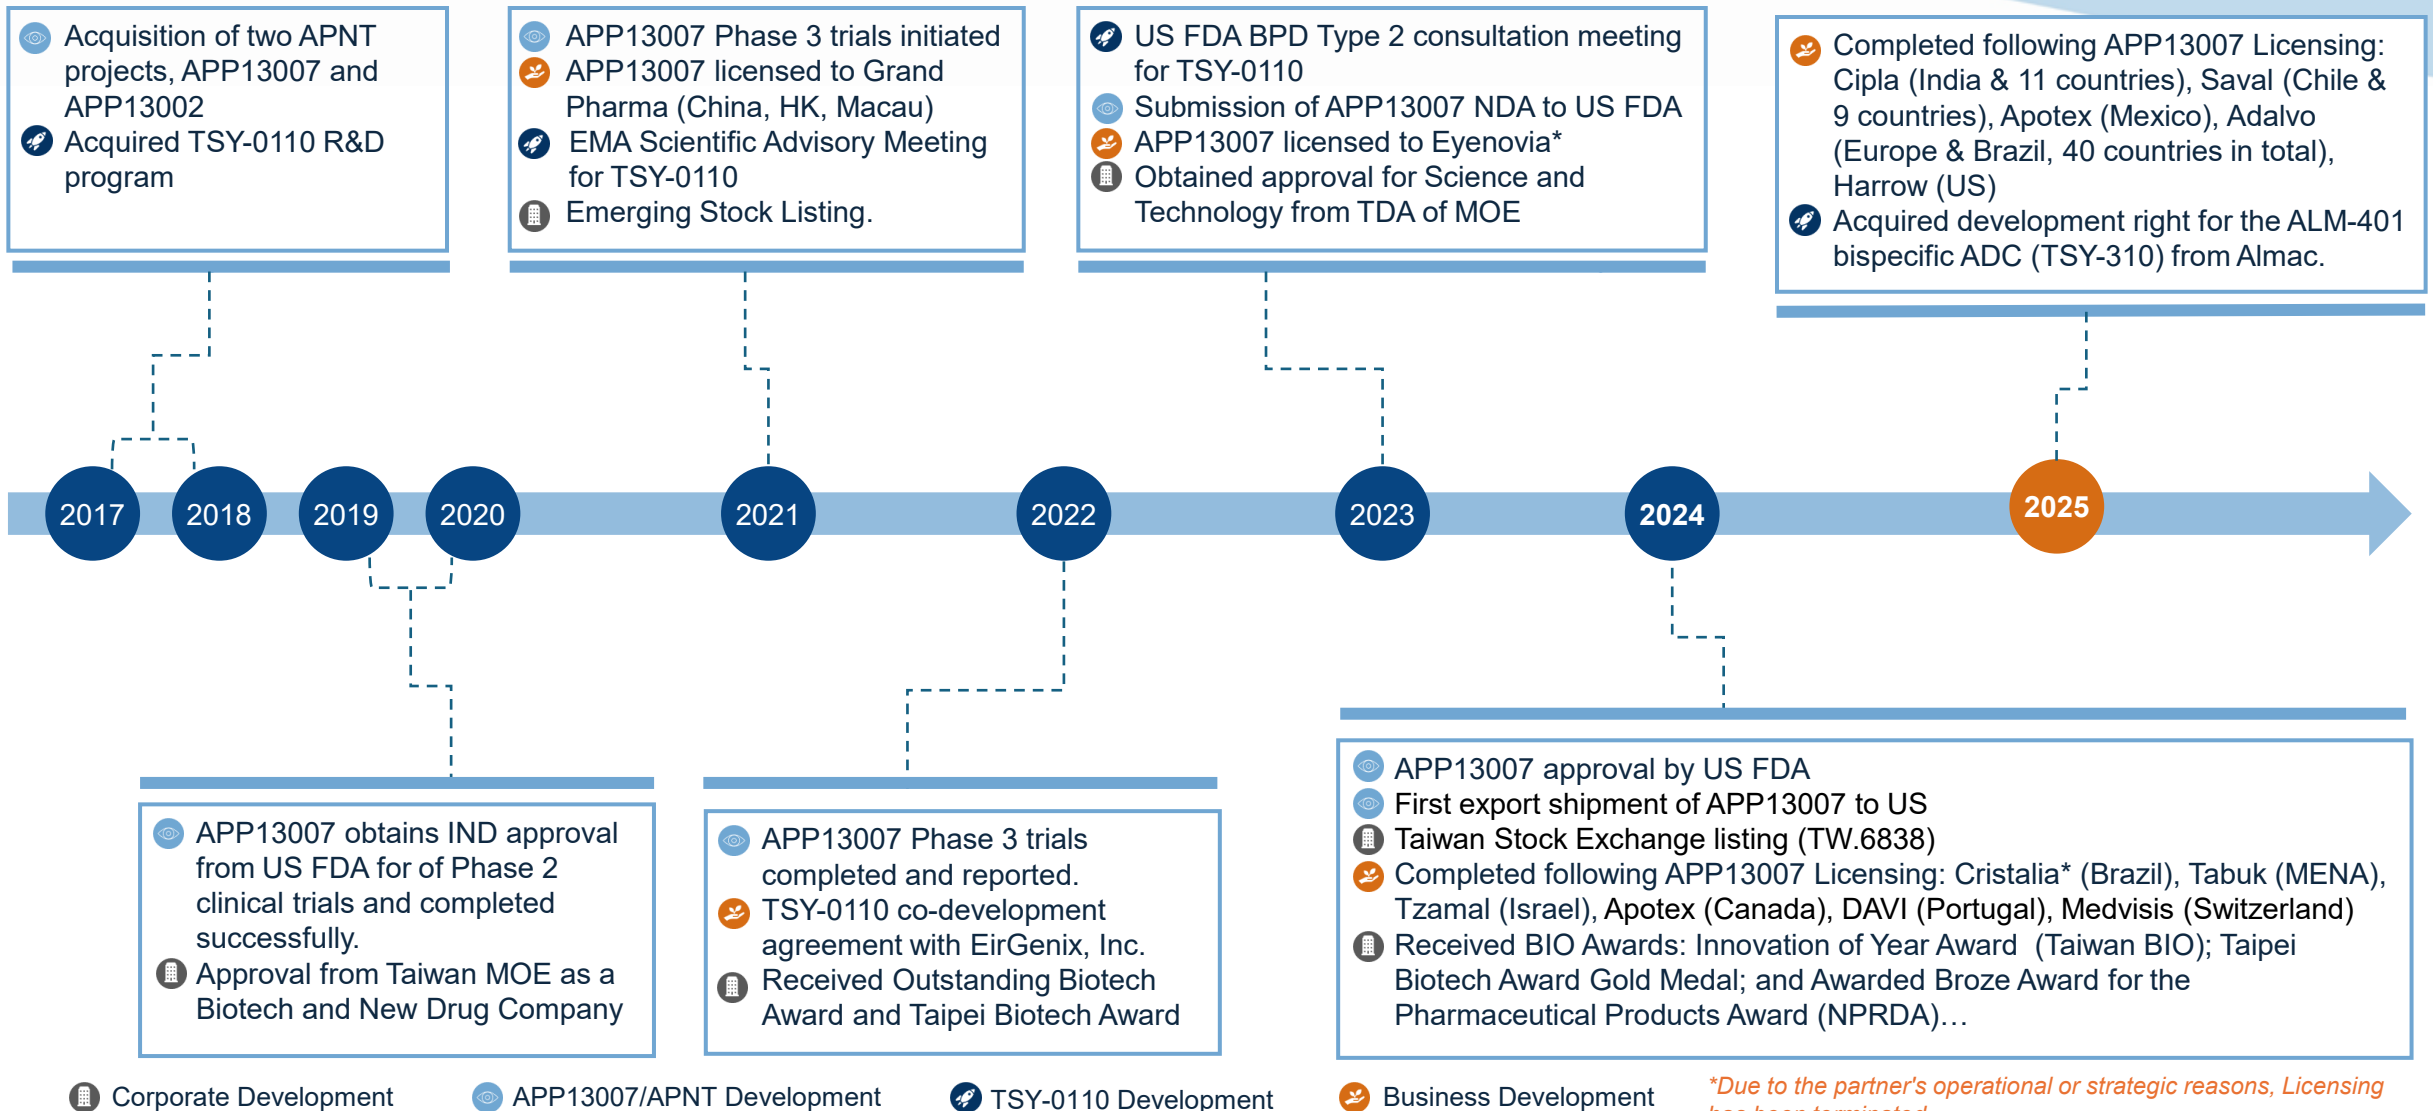 Acquisition of two APNT
projects, APP13007 and
APP13002
Acquired TSY-0110 R&D
program
APP13007 Phase 3 trials initiated
APP13007 licensed to Grand
Pharma (China, HK, Macau)
EMA Scientific Advisory Meeting
for TSY-0110
Emerging Stock Listing.
US FDA BPD Type 2 consultation meeting
for TSY-0110
Submission of APP13007 NDA to US FDA
APP13007 licensed to Eyenovia*
Obtained approval for Science and
Technology from TDA of MOE
Completed following APP13007 Licensing:
Cipla (India & 11 countries), Saval (Chile &
9 countries), Apotex (Mexico), Adalvo
(Europe & Brazil, 40 countries in total),
Harrow (US)
Acquired development right for the ALM-401
bispecific ADC (TSY-310) from Almac.
2017
2018
2019
2020
2021
2022
2023
2024
2025
APP13007 obtains IND approval
from US FDA for of Phase 2
clinical trials and completed
successfully.
Approval from Taiwan MOE as a
Biotech and New Drug Company
APP13007 Phase 3 trials
completed and reported.
TSY-0110 co-development
agreement with EirGenix, Inc.
Received Outstanding Biotech
Award and Taipei Biotech Award
APP13007 approval by US FDA
First export shipment of APP13007 to US
Taiwan Stock Exchange listing (TW.6838)
Completed following APP13007 Licensing: Cristalia* (Brazil), Tabuk (MENA),
Tzamal (Israel), Apotex (Canada), DAVI (Portugal), Medvisis (Switzerland)
Received BIO Awards: Innovation of Year Award (Taiwan BIO); Taipei
Biotech Award Gold Medal; and Awarded Broze Award for the
Pharmaceutical Products Award (NPRDA)…
Corporate Development
APP13007/APNT Development
TSY-0110 Development
Business Development
*Due to the partner's operational or strategic reasons, Licensing
has been terminated